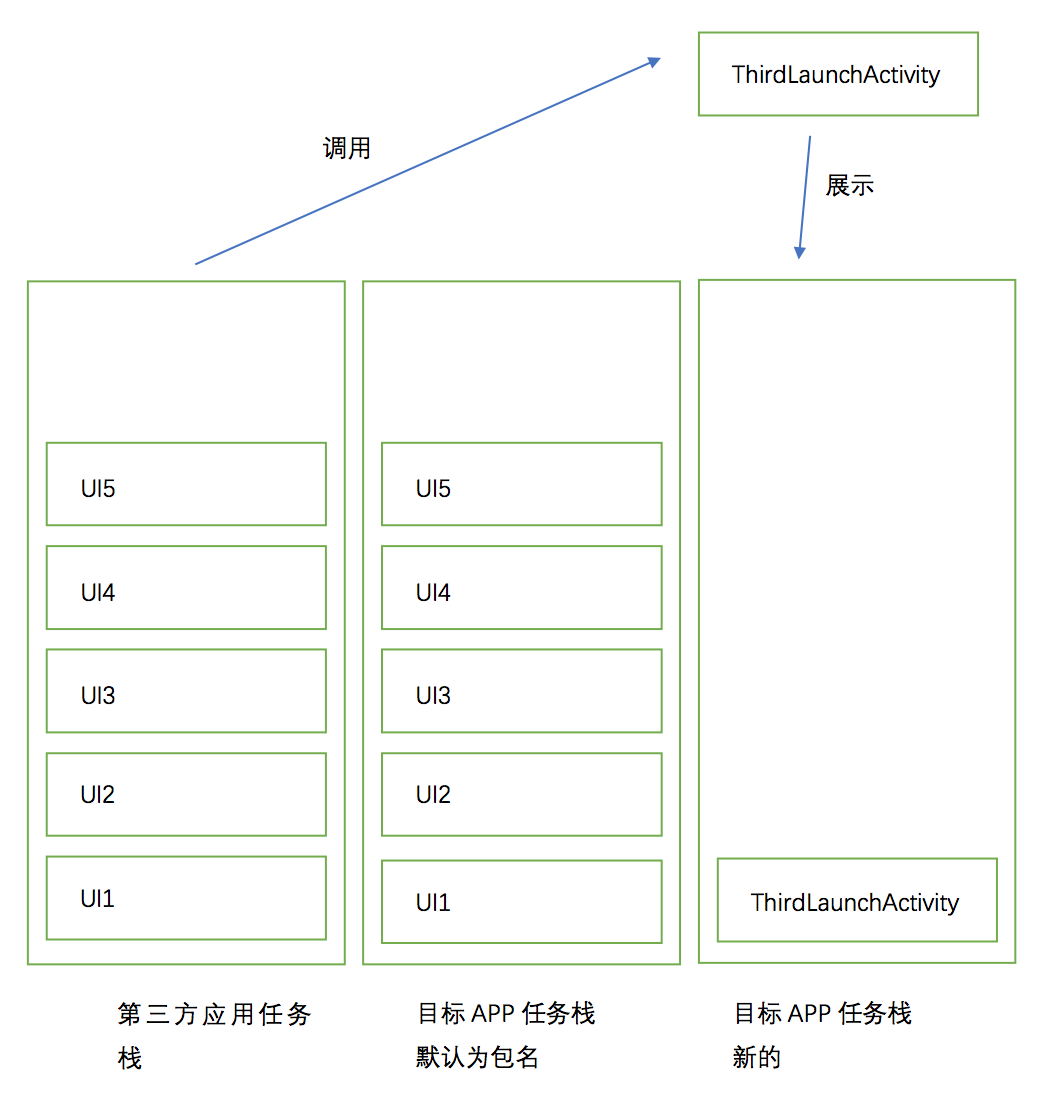 ThirdLaunchActivity
调用
展示
UI5
UI4
UI3
UI2
UI1
UI5
UI4
UI3
UI2
UI1
ThirdLaunchActivity
第三方应用任务
栈
目标 APP 任务栈
默认为包名
目标 APP 任务栈
新的